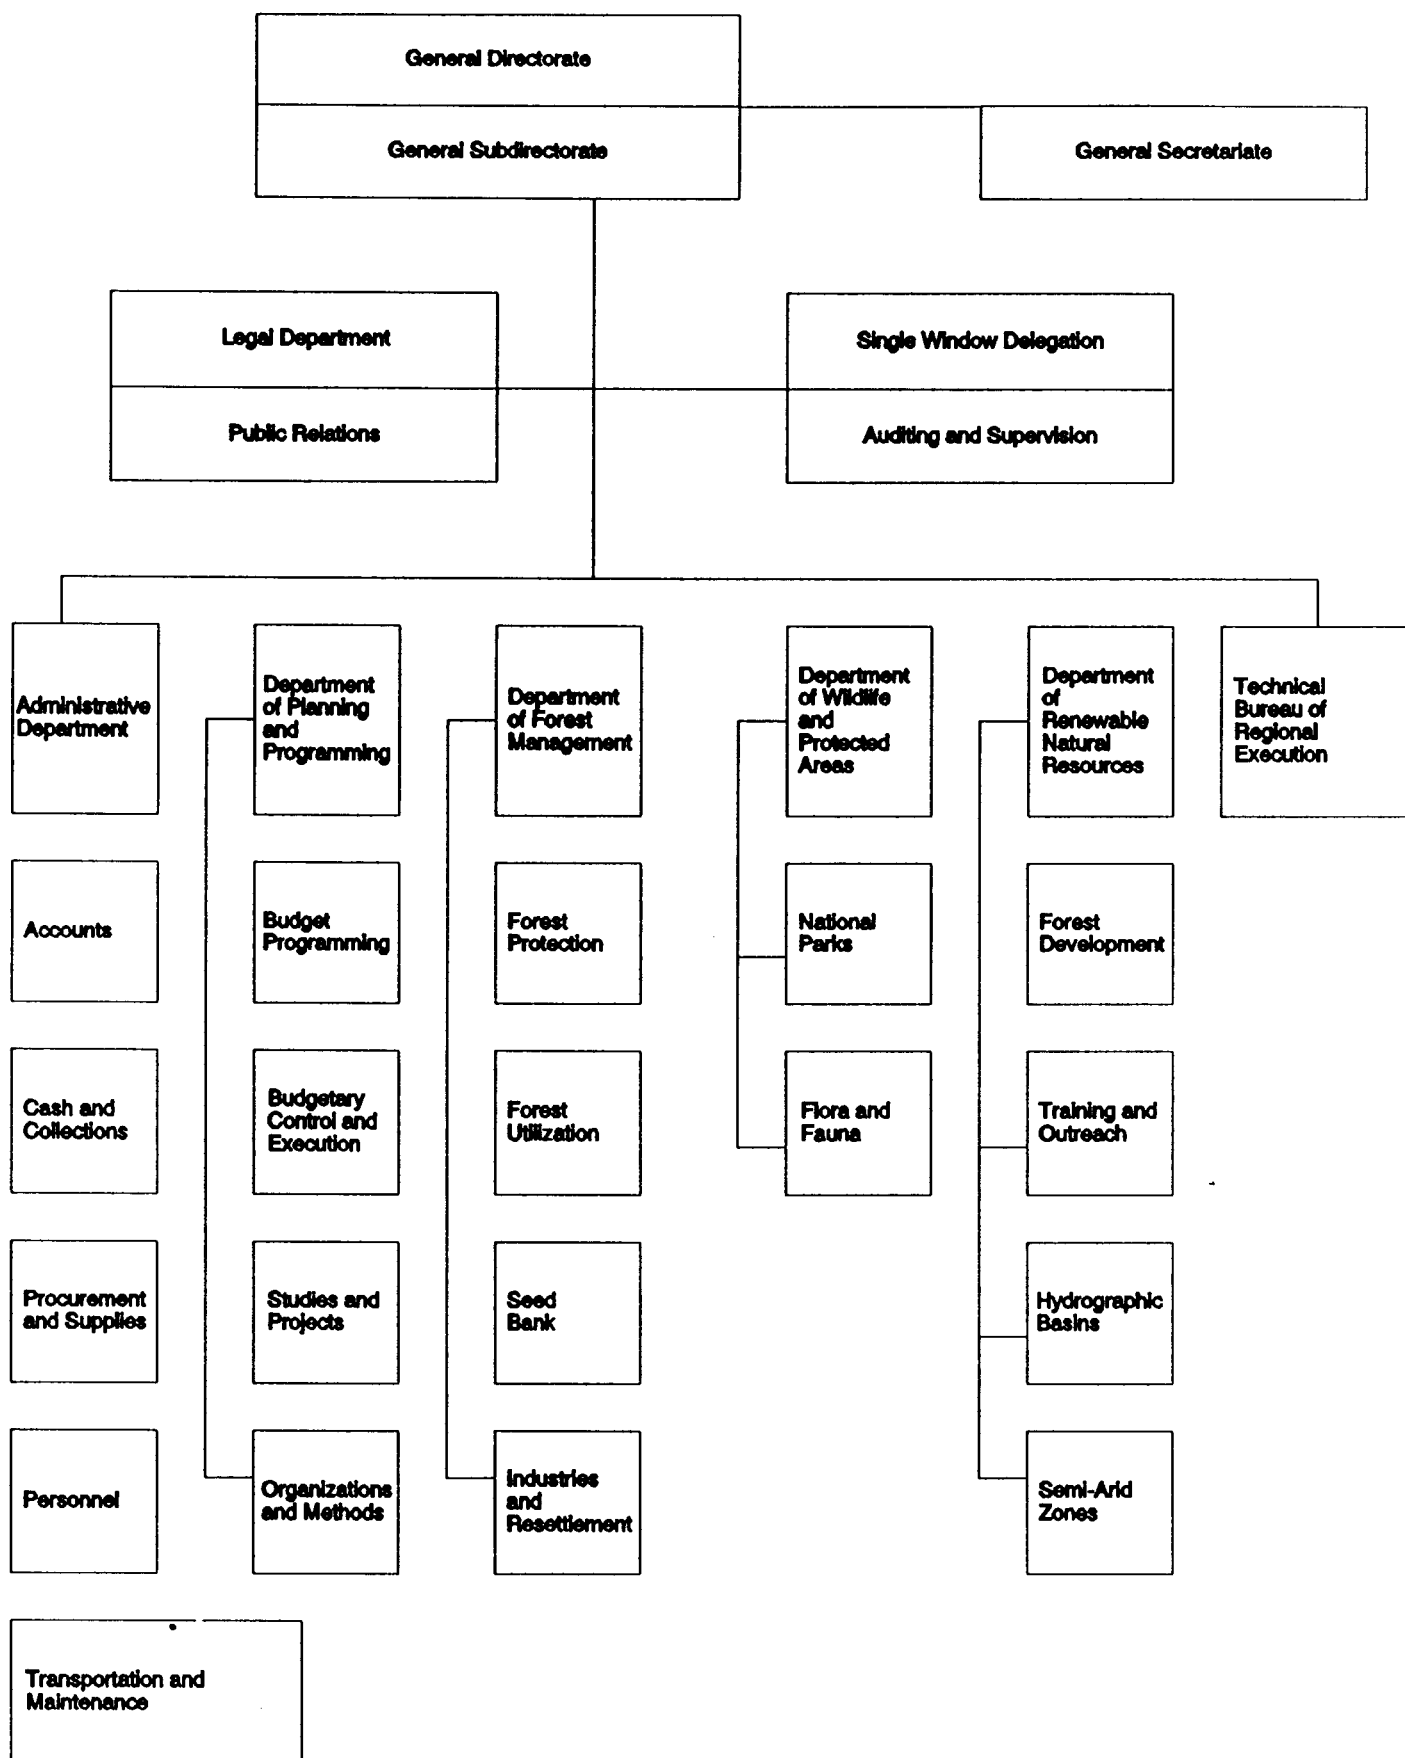 General Directorate
General Subdirectorate
General Secretariate
Legal Department
Single Window Delegation
Public Relations
Auditing and Supervision
Administrative
Department
Department
of Planning
and
Programming
Department
of Forest
Management
Department
of Wildlife
and
Protected
Areas
Department
of
Renewable
Natural
Resources
Technical
Bureau of
Regional
Execution
Accounts
Budget
Programming
Forest
Protection
National
Parks
Forest
Development
Cash and
Collections
Budgetary
Control and
Execution
Forest
Utilization
Flora and
Fauna
Training and
Outreach
Procurement
and Supplies
Studies and
Projects
Seed
Bank
Hydrographic
Basins
Personnel
Organizations
and Methods
Industries
and
Resettlement
Semi-Arid
Zones
Transportation and
Maintenance